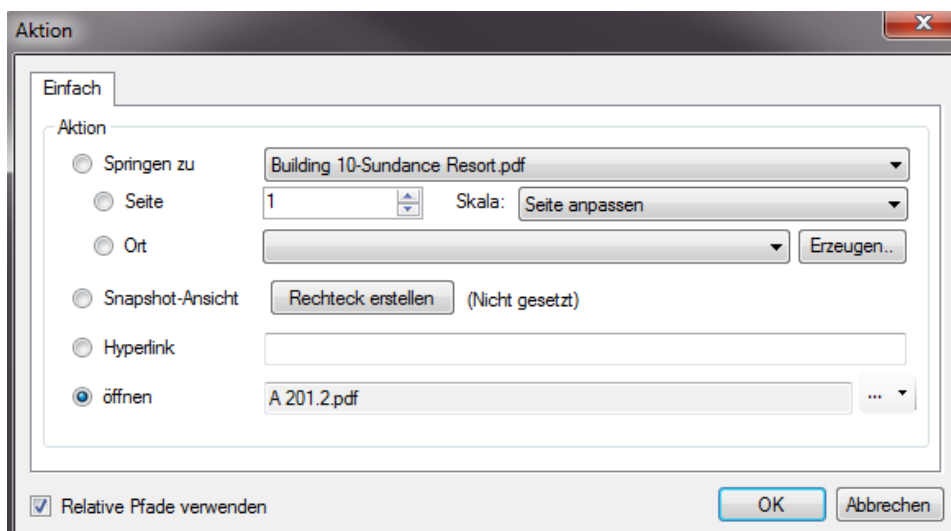 Aktion
Einfach
Aktion
Springen zu Building 10-Sundance Resort.pdf
Seite 1 Skala: Seite anpassen
Ort Erzeugen..
Snapshot-Ansicht Rechteck erstellen (Nicht gesetzt)
Hyperlink
öffnen A 201.2.pdf ...
Relative Pfade verwenden OK Abbrechen